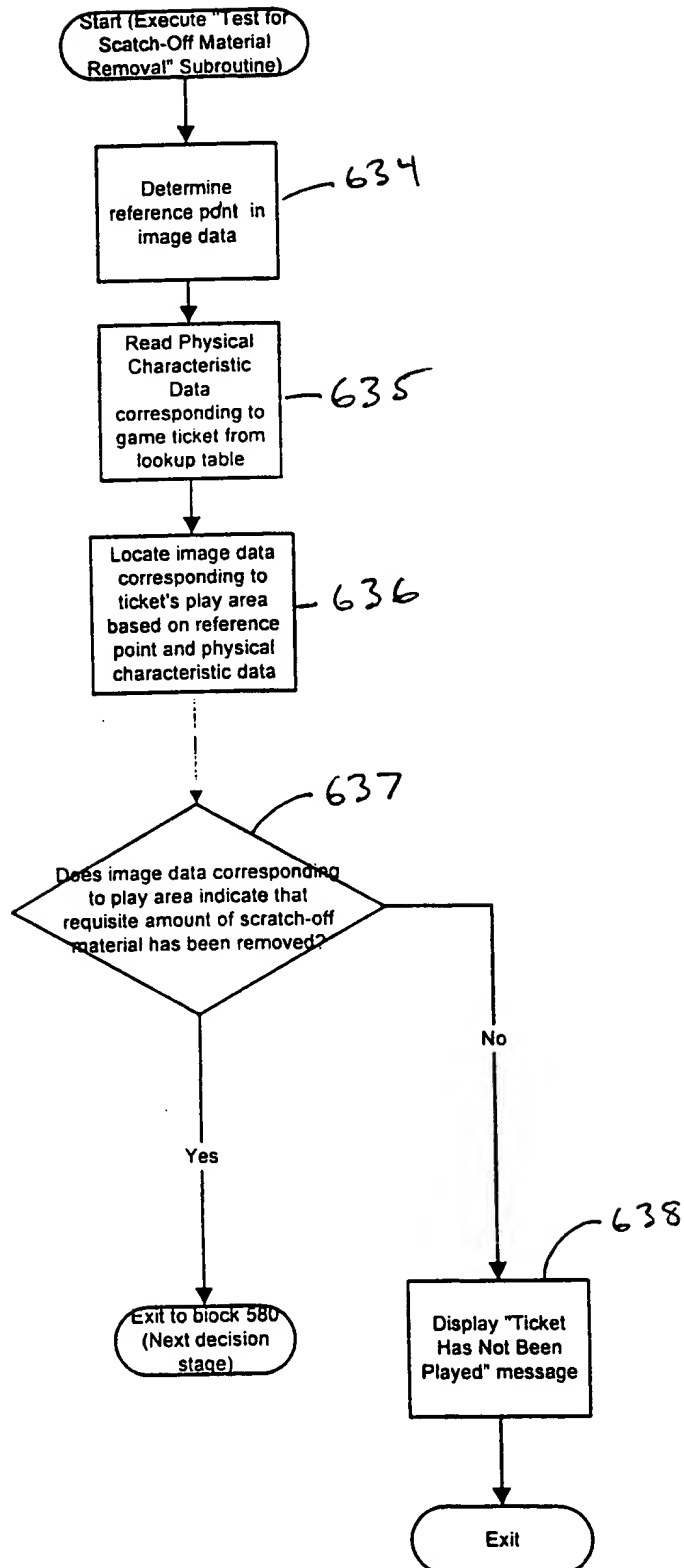 Start (Execute "Test for
Scatch-Off Material
Removal" Subroutine)
634
Determine
reference point in
image data
635
Read Physical
Characteristic
Data
corresponding to
game ticket from
lookup table
636
Locate image data
corresponding to
ticket's play area
based on reference
point and physical
characteristic data
637
Does image data corresponding
to play area indicate that
requisite amount of scratch-off
material has been removed?
No
Yes
638
Exit to block 580
(Next decision
stage)
Display "Ticket
Has Not Been
Played" message
Exit